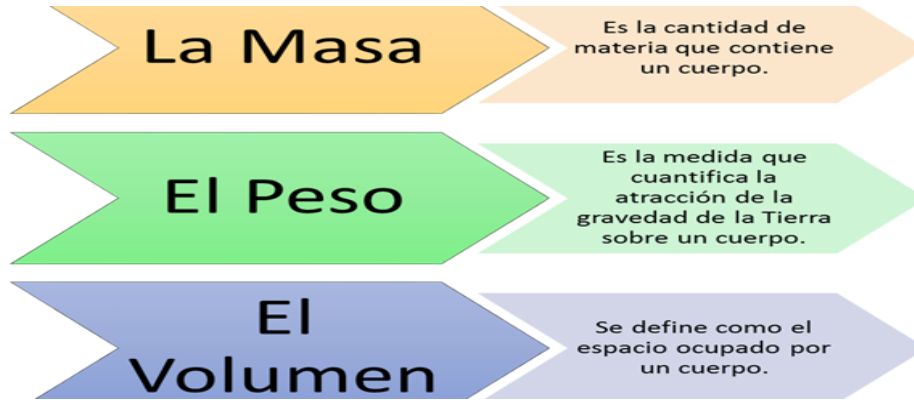 La Masa
Es la cantidad de
materia que contiene
un cuerpo.
El Peso
Es la medida que
cuantifica la
atracción de la
gravedad de la Tierra
sobre un cuerpo.
El
Volumen
Se define como el
espacio ocupado por
un cuerpo.